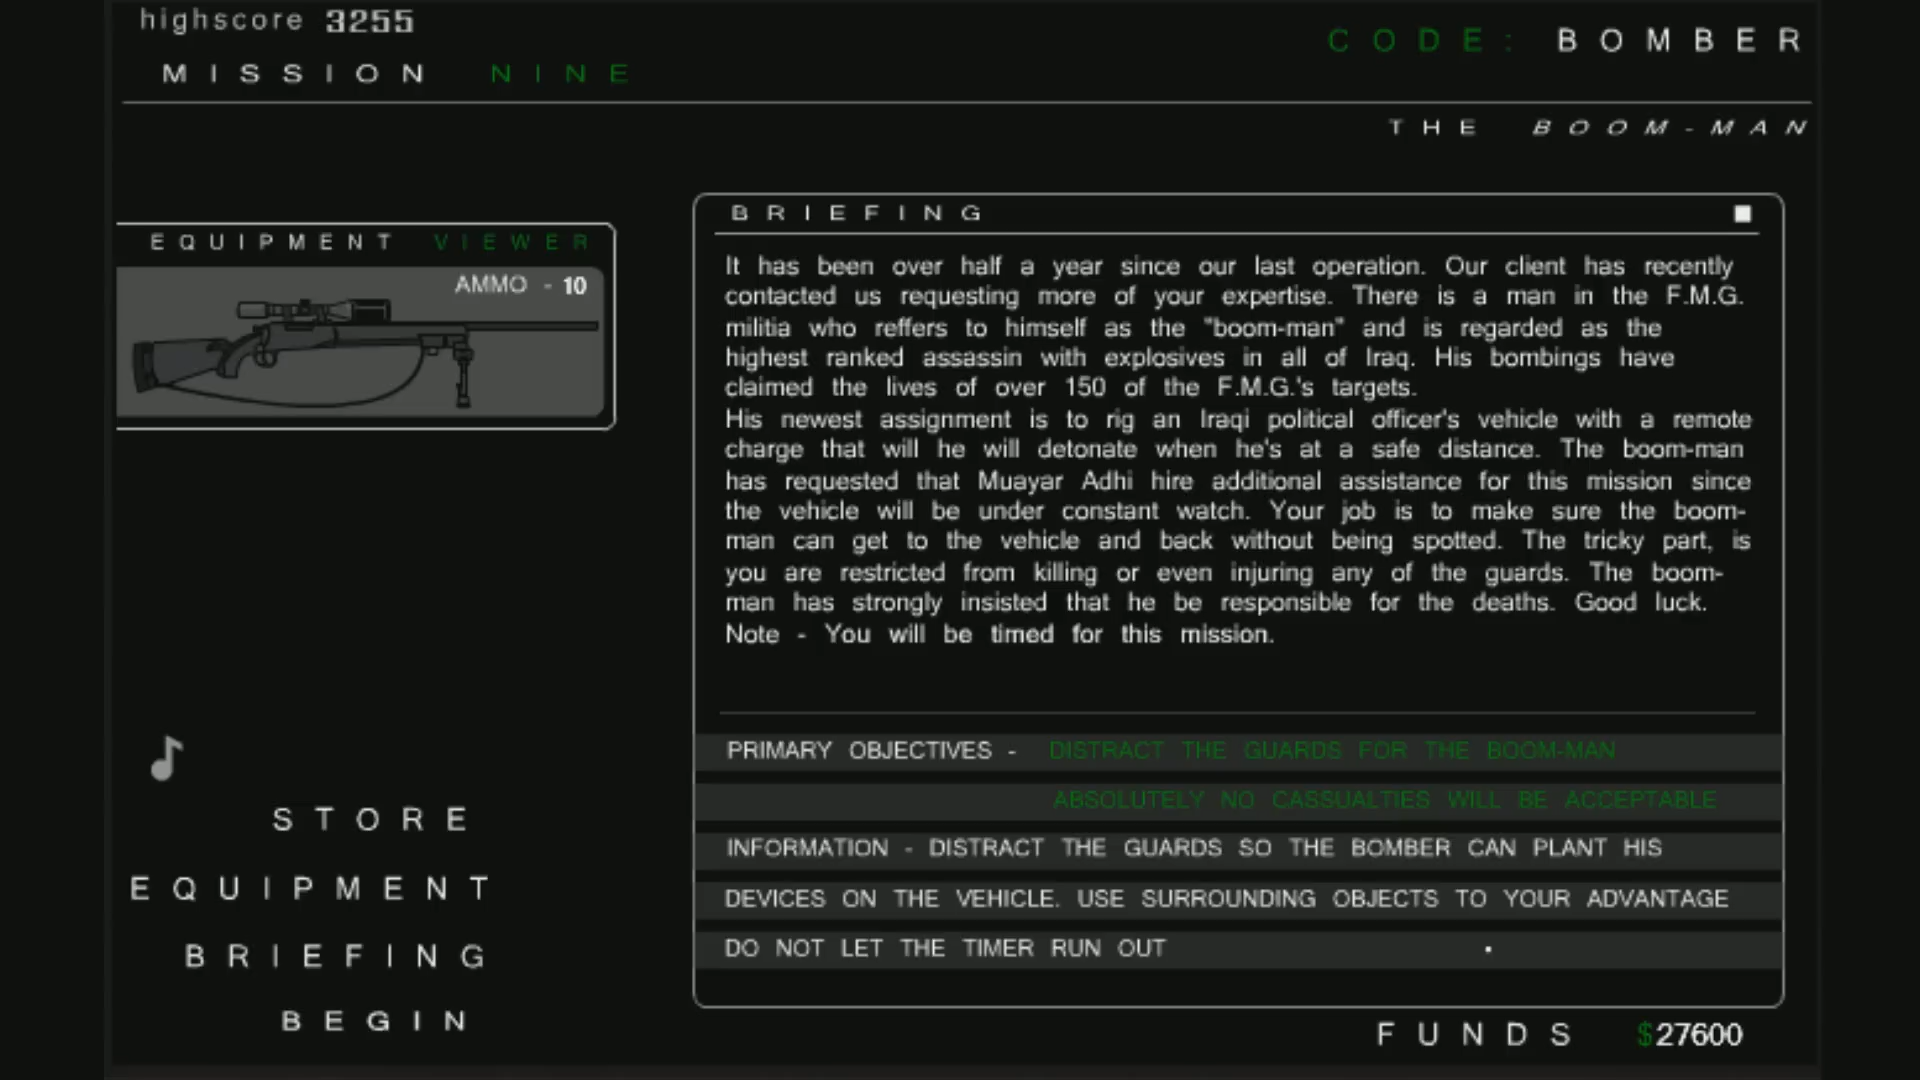 highscore 3255
MISSION NINE
CODE: BOMBER
THE BOOM-MAN
EQUIPMENT VIEWER
AMMO - 10
BRIEFING
It has been over half a year since our last operation. Our client has recently
contacted us requesting more of your expertise. There is a man in the F.M.G.
militia who reffers to himself as the "boom-man" and is regarded as the
highest ranked assassin with explosives in all of Iraq. His bombings have
claimed the lives of over 150 of the F.M.G.'s targets.
His newest assignment is to rig an Iraqi political officer's vehicle with a remote
charge that will he will detonate when he's at a safe distance. The boom-man
has requested that Muayar Adhi hire additional assistance for this mission since
the vehicle will be under constant watch. Your job is to make sure the boom-
man can get to the vehicle and back without being spotted. The tricky part, is
you are restricted from killing or even injuring any of the guards. The boom-
man has strongly insisted that he be responsible for the deaths. Good luck.
Note - You will be timed for this mission.
PRIMARY OBJECTIVES - DISTRACT THE GUARDS FOR THE BOOM-MAN
ABSOLUTELY NO CASSUALTIES WILL BE ACCEPTABLE
INFORMATION - DISTRACT THE GUARDS SO THE BOMBER CAN PLANT HIS
DEVICES ON THE VEHICLE. USE SURROUNDING OBJECTS TO YOUR ADVANTAGE
DO NOT LET THE TIMER RUN OUT .
STORE
EQUIPMENT
BRIEFING
BEGIN
FUNDS $27600